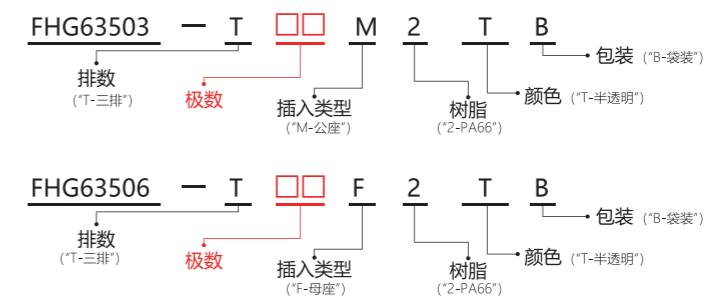 FHG63503 — T □□ M 2 T B
包装 ("B-袋装")
排数
("T-三排")
极数
颜色 ("T-半透明")
插入类型
("M-公座")
树脂
("2-PA66")
FHG63506 — T □□ F 2 T B
包装 ("B-袋装")
排数
("T-三排")
极数
颜色 ("T-半透明")
插入类型
("F-母座")
树脂
("2-PA66")